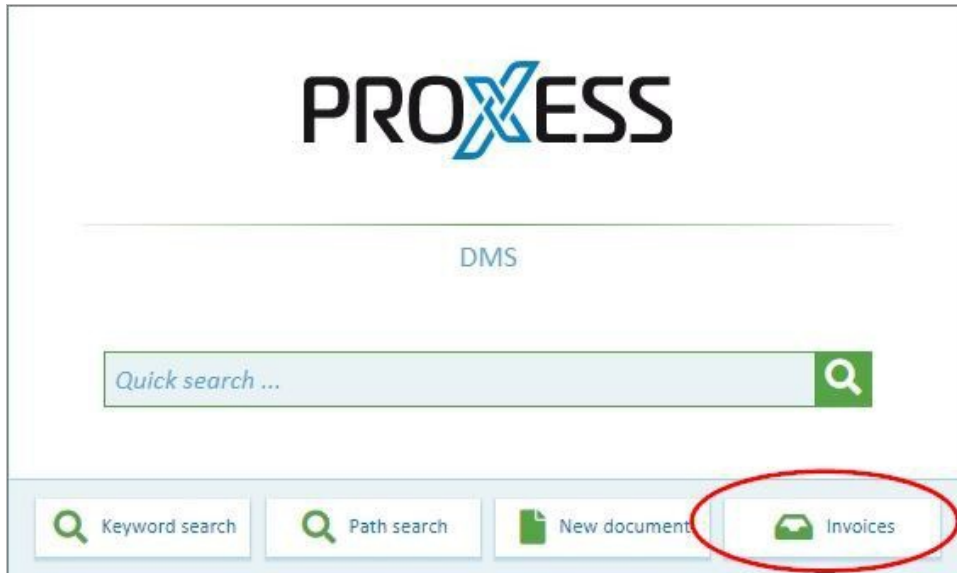 PROXESS
DMS
Quick search ...
Keyword search
Path search
New document
Invoices